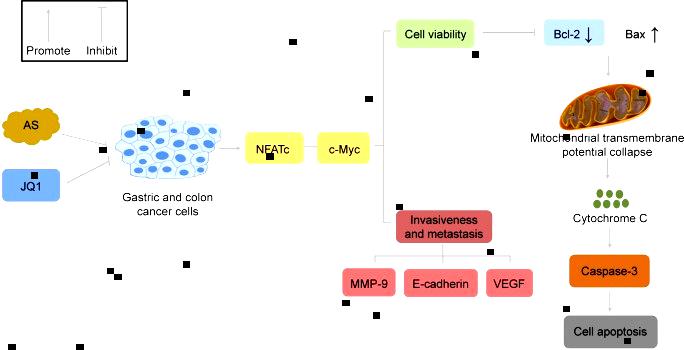 Promote
Inhibit
Cell viability
Bcl-2
Bax
AS
NFATc
c-Myc
Mitochondrial transmembrane
potential collapse
JQ1
Gastric and colon
cancer cells
Invasiveness
and metastasis
Cytochrome C
MMP-9
E-cadherin
VEGF
Caspase-3
Cell apoptosis